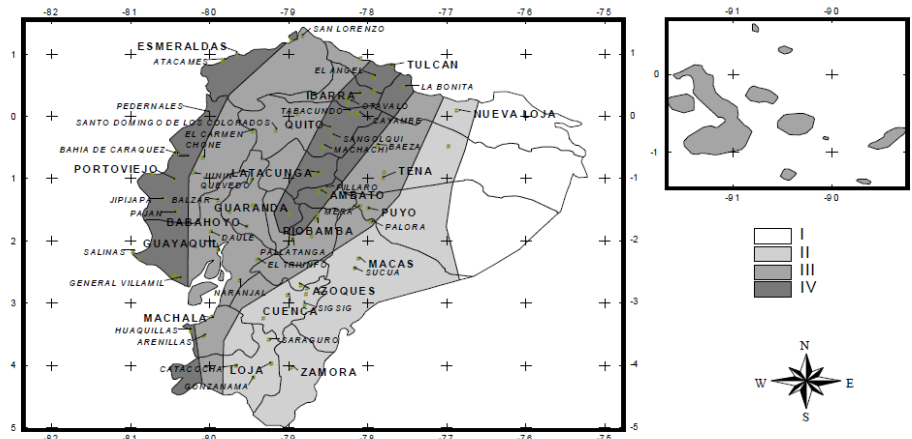 -82 -81 -80 -79 -78 -77 -76 -75
-91 -90
SAN LORENZO
ESMERALDAS
ATACAMES
TULCAN
EL ANGEL
LA BONITA
IBARRA
OTAVALO
PEDERNALES
TABACUNDO
CAYAMBE
NUEVA LOJA
SANTO DOMINGO DE LOS COLORADOS
QUITO
EL CARMEN
SANGOLQUI
CHONE
MACHACHI
BAEZA
BAHIA DE CARAQUEZ
PORTOVIEJO
JUNIN
LATACUNGA
TENA
QUEVEDO
PILLARO
JIPIJAPA
BALZAR
AMBATO
PAJAN
GUARANDA
MERA
PUYO
BABAHOYO
RIOBAMBA
PALORA
DAULE
GUAYAQUIL
SALINAS
PALLATANGA
MACAS
EL TRIUNFO
SUCUA
GENERAL VILLAMIL
NARANJAL
AZOQUES
CUENCA
SIGSIG
MACHALA
HUAQUILLAS
ARENILLAS
SARAGURO
CATACOCHA
LOJA
ZAMORA
GONZANAMA
1
0
-1
1
0
1
2
3
4
5
1
0
-1
-2
-3
-4
-5
-82 -81 -80 -79 -78 -77 -76 -75
-91 -90
I
II
III
IV
N
W E
S